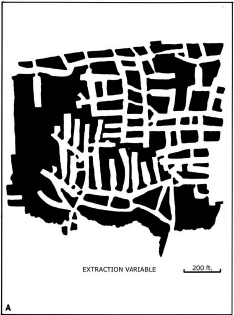 EXTRACTION VARIABLE
200 ft.
A